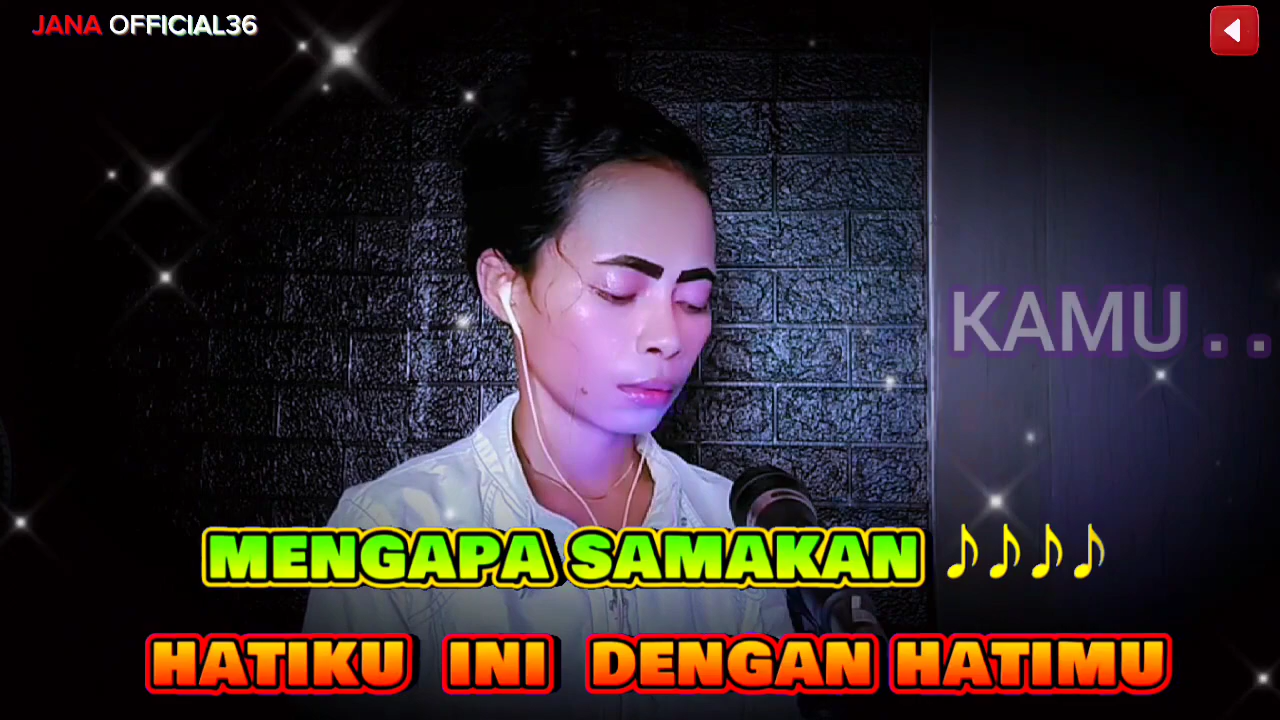 JANA OFFICIAL36
KAMU . .
MENGAPA SAMAKAN ♪♪♪♪
HATIKU INI DENGAN HATIMU